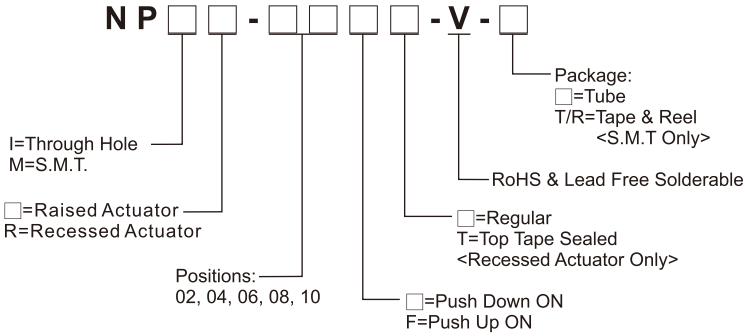 NP□□-□□□□-V-□
Package:
□=Tube
T/R=Tape & Reel
<S.M.T Only>
I=Through Hole
M=S.M.T.
RoHS & Lead Free Solderable
□=Raised Actuator
R=Recessed Actuator
□=Regular
T=Top Tape Sealed
<Recessed Actuator Only>
Positions:
02, 04, 06, 08, 10
□=Push Down ON
F=Push Up ON